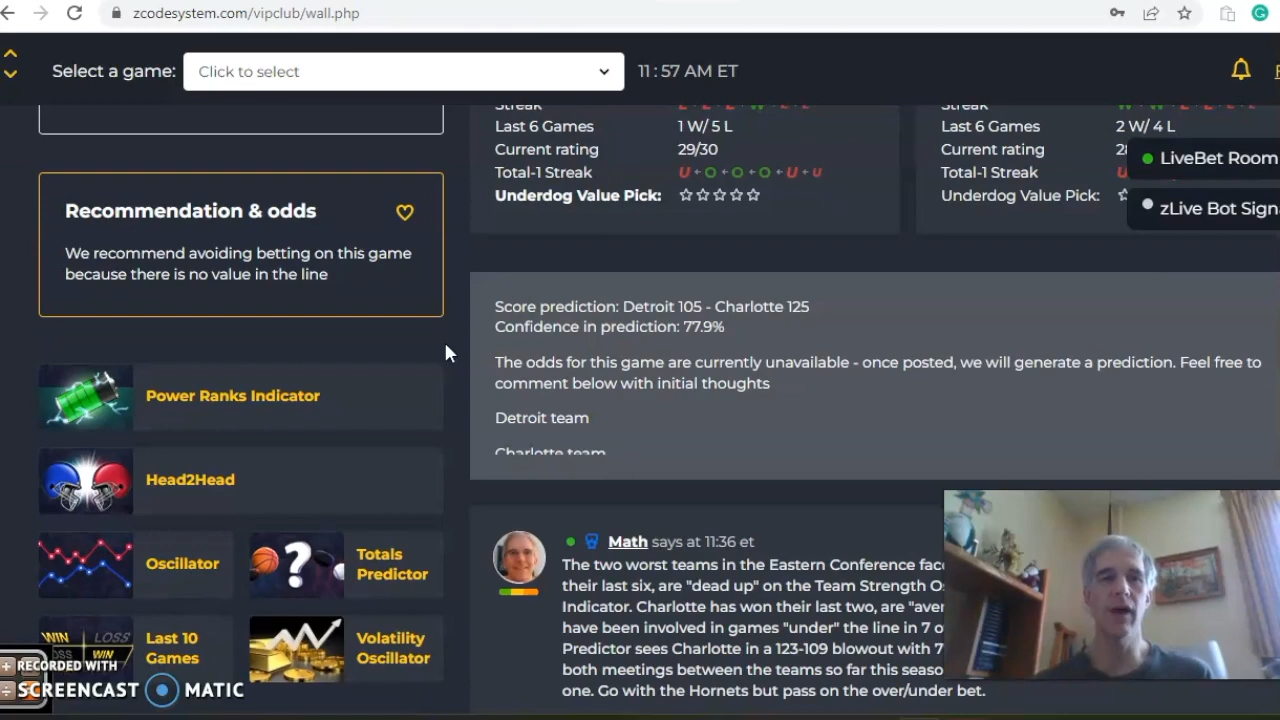 zcodesystem.com/vipclub/wall.php
Select a game: Click to select 11:57 AM ET
Streak
Last 6 Games 1 W/ 5 L
Current rating 29/30
Total-1 Streak U O O O U U
Underdog Value Pick:
Streak
Last 6 Games 2 W/ 4 L
Current rating
Total-1 Streak
Underdog Value Pick:
LiveBet Room
zLive Bot Sign
Recommendation & odds
We recommend avoiding betting on this game
because there is no value in the line
Score prediction: Detroit 105 - Charlotte 125
Confidence in prediction: 77.9%
The odds for this game are currently unavailable - once posted, we will generate a prediction. Feel free to
comment below with initial thoughts
Detroit team
Charlotte team
Power Ranks Indicator
Head2Head
Oscillator
Totals
Predictor
WIN LOSS
WIN
Last 10
Games
Volatility
Oscillator
Math says at 11:36 et
The two worst teams in the Eastern Conference
their last six, are "dead up" on the Team Strength
Indicator. Charlotte has won their last two, are
have been involved in games "under" the line in 7
Predictor sees Charlotte in a 123-109 blowout with
both meetings between the teams so far this
one. Go with the Hornets but pass on the over/under bet.
RECORDED WITH
SCREENCAST MATIC